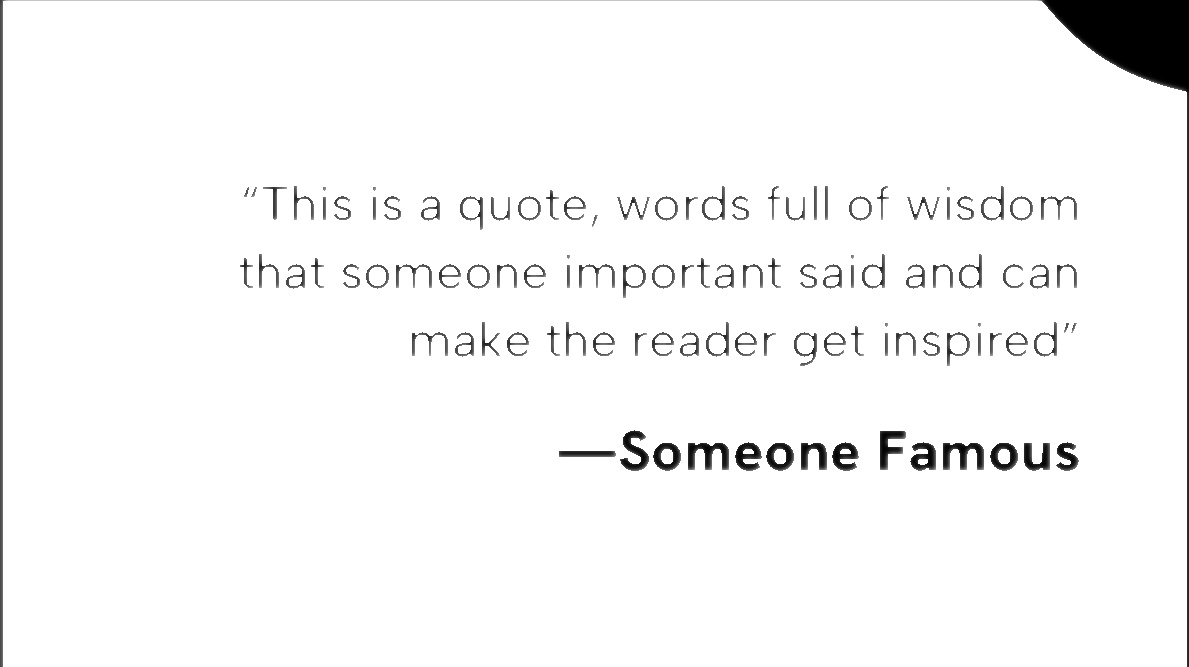 “This is a quote, words full of wisdom
that someone important said and can
make the reader get inspired”
—Someone Famous